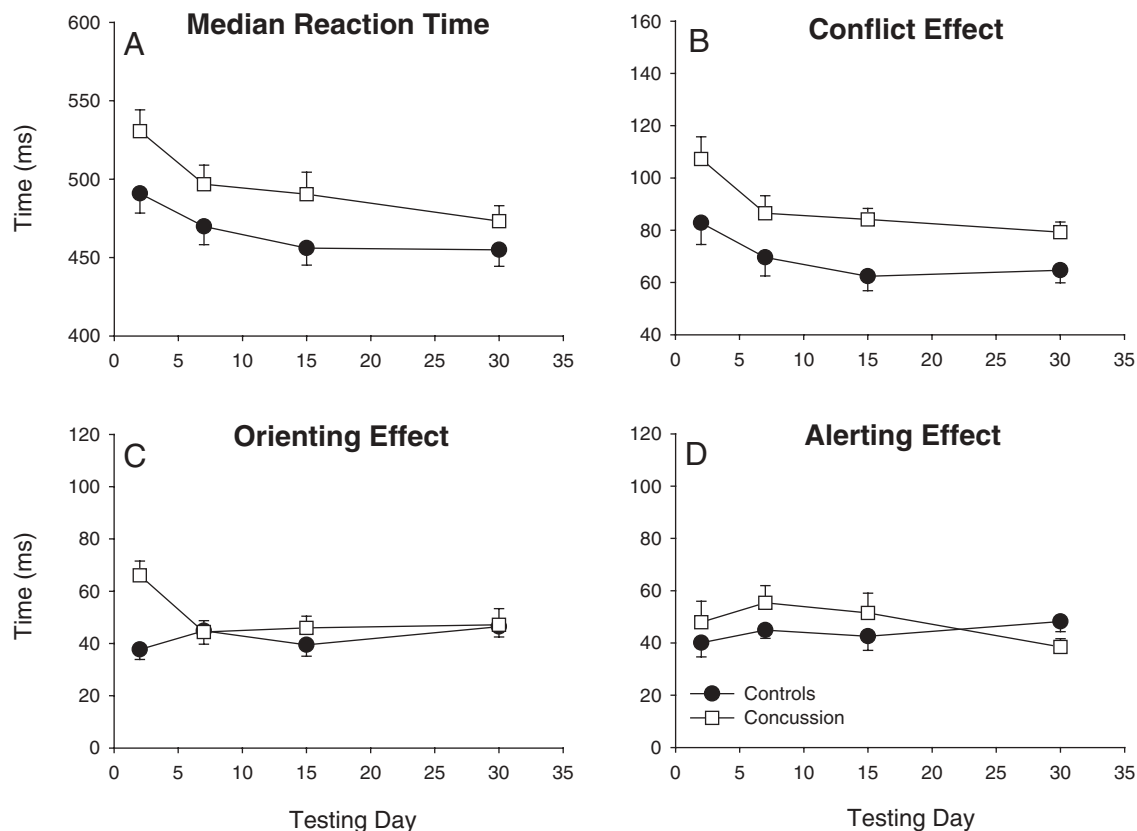 A
Median Reaction Time
600
550
500
450
400
Time (ms)
0 5 10 15 20 25 30 35
B
Conflict Effect
160
140
120
100
80
60
40
0 5 10 15 20 25 30 35
C
Orienting Effect
120
100
80
60
40
20
0
Time (ms)
0 5 10 15 20 25 30 35
Testing Day
D
Alerting Effect
120
100
80
60
40
20
0
Controls
Concussion
0 5 10 15 20 25 30 35
Testing Day